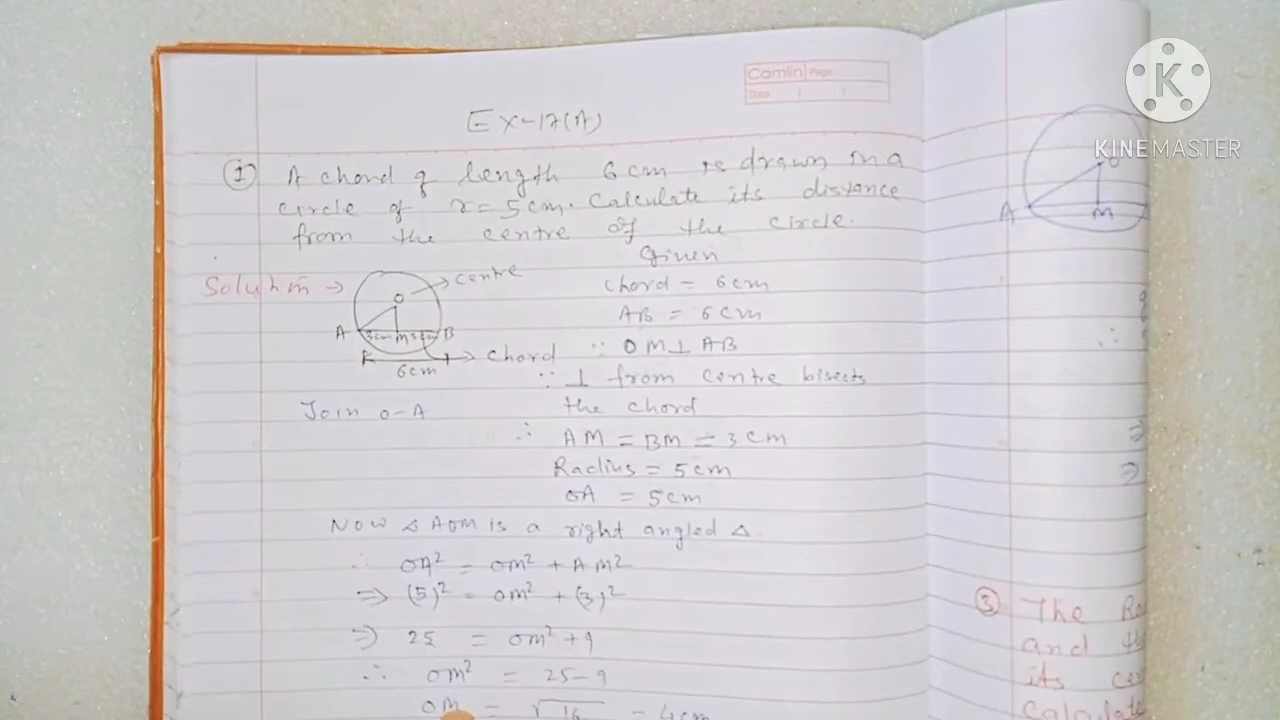 K
KINEMASTER
Camlin Page
Date
Ex-17(A)
① A chord of length 6cm is drawn in a
circle of r = 5cm. Calculate its distance
from the centre of the circle.
Solution →
centre
O
A 3cm M 3cm B
chord
6cm
Join O-A
Given
chord = 6cm
AB = 6cm
∵ OM ⊥ AB
∵ ⊥ from centre bisects
the chord
∴ AM = BM = 3cm
Radius = 5cm
OA = 5cm
Now △AOM is a right angled △.
∴ OA² = OM² + AM²
⇒ (5)² = OM² + (3)²
⇒ 25 = OM² + 9
∴ OM² = 25 - 9
OM = √16 = 4cm
O
A M
∴
⇒
⇒
③ The
and
its
calculate